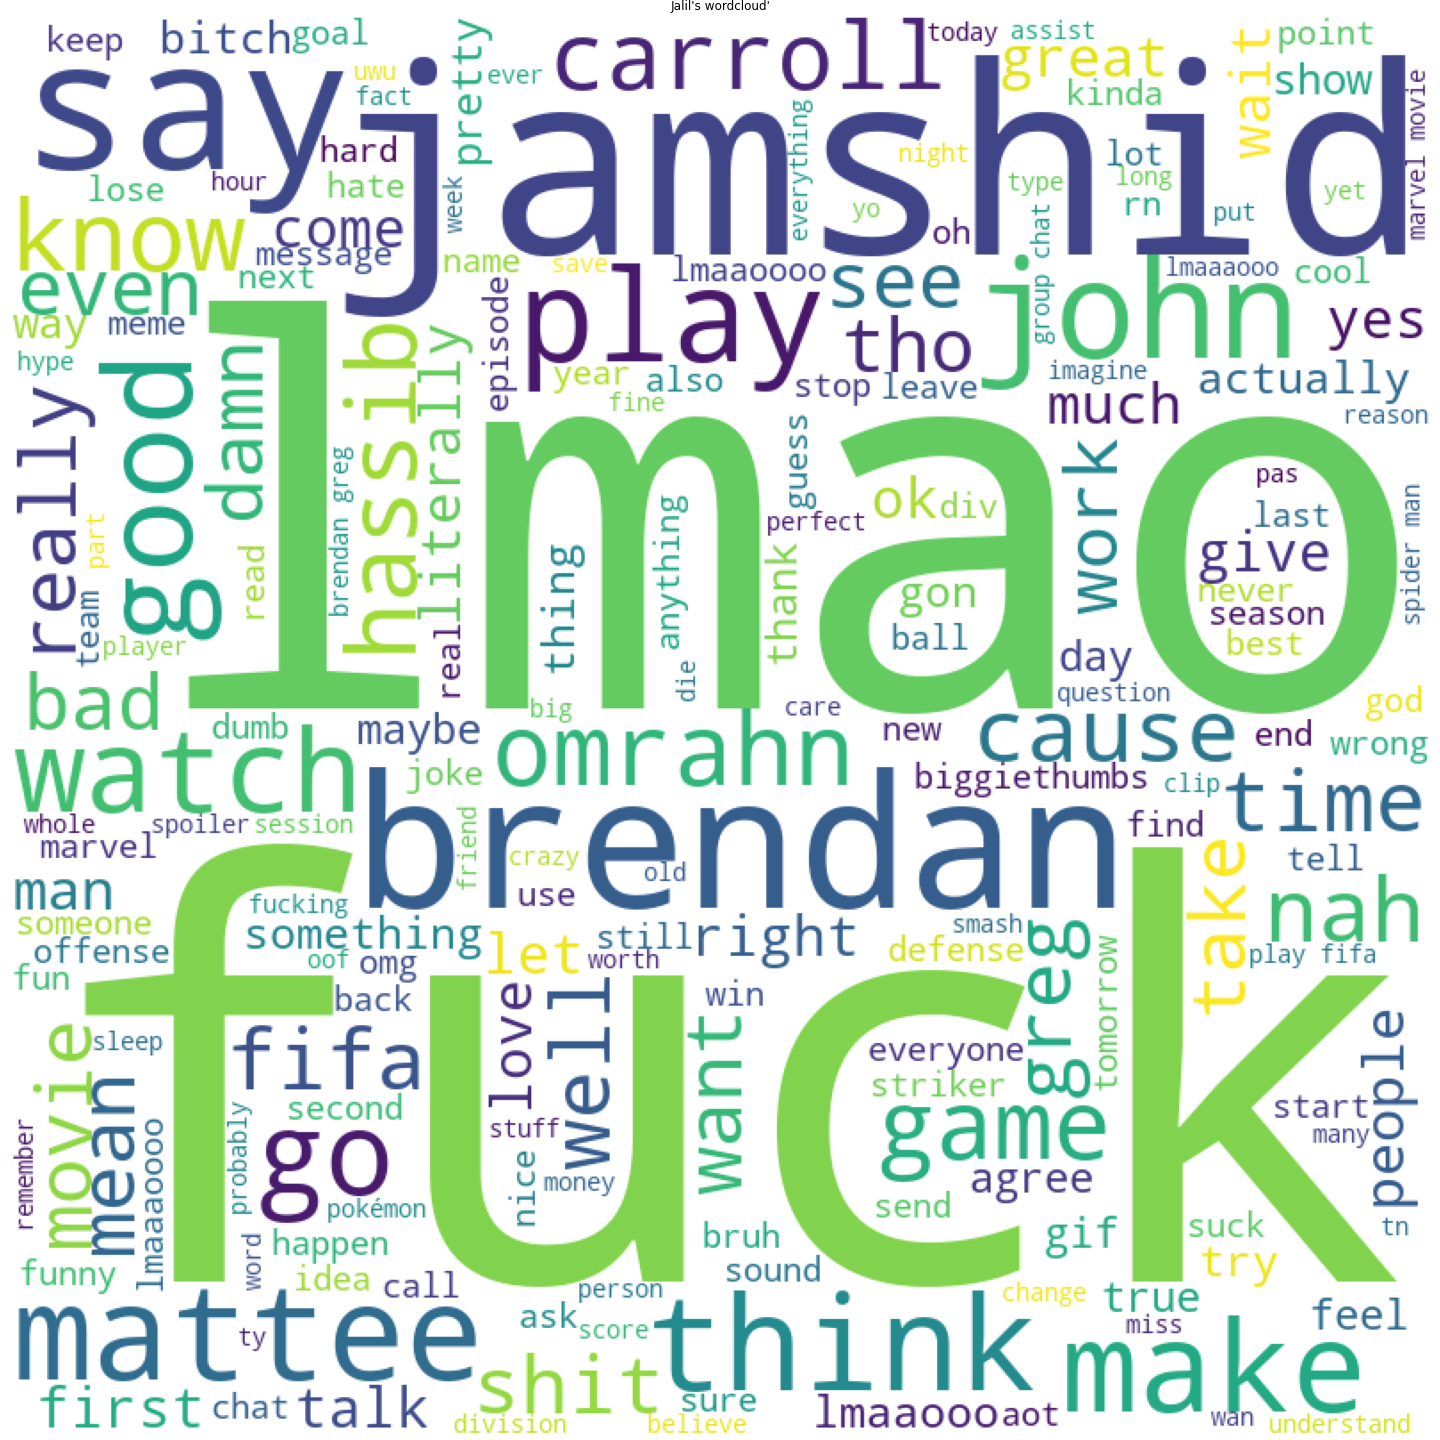 Jalil's wordcloud'
keep bitch goal carroll today assist great wait point
say uwu fact ever pretty jamshid kinda show marvel movie
hard everything night lot
lose hour hate week yo type long rn put yet
know come message oh group chat
even next name save lmaaoooo see john lmaaaooo cool
way meme hassib episode play tho yes
hype damn literally year also stop leave imagine actually
really good fine much reason
lmao
brendan greg guess ok div work pas last spider man
part read thing anything perfect thank gon give never
team player real die ball season best
bad big care day question god
dumb maybe omrahn new cause end wrong
watch joke biggiethumbs clip time
whole spoiler session brendan find
marvel friend crazy old tell
man use take nah
someone fucking something let still right smash
offense oof omg worth defense greg tomorrow play fifa
fun back love well win
fuck
movie sleep mean fifa want everyone people
second striker start
remember lmaaaoooo probably go stuff game many
nice money agree
pokémon send tn
word happen bruh gif suck
funny idea call sound try
mattee person think change true feel
ty ask score make miss
shit sure
first chat talk division believe lmaaooo aot wan understand